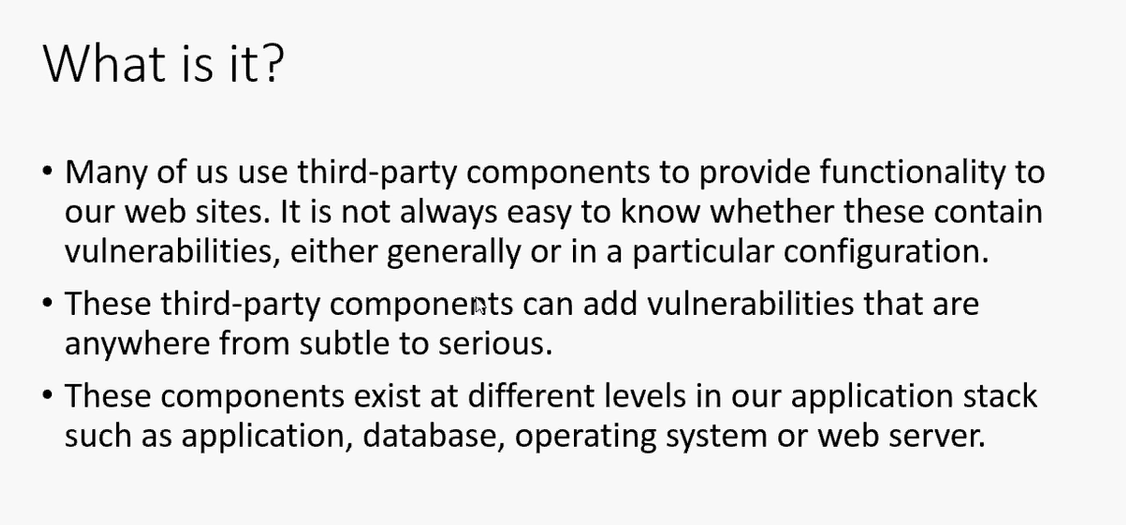 What is it?
• Many of us use third-party components to provide functionality to
our web sites. It is not always easy to know whether these contain
vulnerabilities, either generally or in a particular configuration.
• These third-party components can add vulnerabilities that are
anywhere from subtle to serious.
• These components exist at different levels in our application stack
such as application, database, operating system or web server.